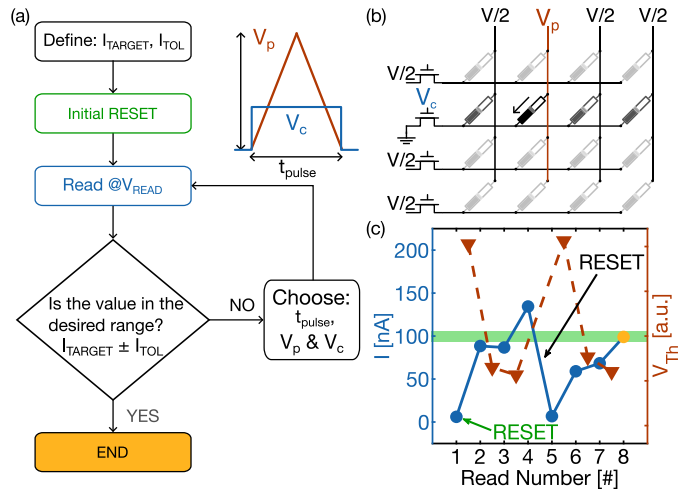 (a)
Define: I_TARGET, I_TOL
Initial RESET
Read @V_READ
Is the value in the
desired range?
I_TARGET ± I_TOL
NO
Choose:
t_pulse,
V_p & V_c
YES
END
V_p
V_c
t_pulse
(b)
V/2
V_p
V/2
V/2
V/2
V_c
V/2
V/2
(c)
I [nA]
200
150
100
50
0
RESET
RESET
V_Th [a.u.]
1 2 3 4 5 6 7 8
Read Number [#]